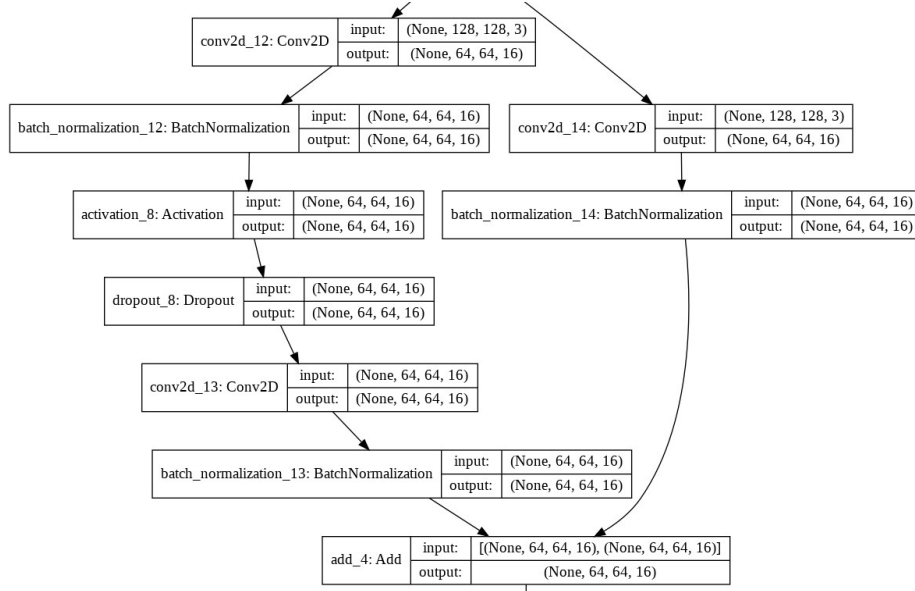 conv2d_12: Conv2D
input: (None, 128, 128, 3)
output: (None, 64, 64, 16)
batch_normalization_12: BatchNormalization
input: (None, 64, 64, 16)
output: (None, 64, 64, 16)
conv2d_14: Conv2D
input: (None, 128, 128, 3)
output: (None, 64, 64, 16)
activation_8: Activation
input: (None, 64, 64, 16)
output: (None, 64, 64, 16)
batch_normalization_14: BatchNormalization
input: (None, 64, 64, 16)
output: (None, 64, 64, 16)
dropout_8: Dropout
input: (None, 64, 64, 16)
output: (None, 64, 64, 16)
conv2d_13: Conv2D
input: (None, 64, 64, 16)
output: (None, 64, 64, 16)
batch_normalization_13: BatchNormalization
input: (None, 64, 64, 16)
output: (None, 64, 64, 16)
add_4: Add
input: [(None, 64, 64, 16), (None, 64, 64, 16)]
output: (None, 64, 64, 16)